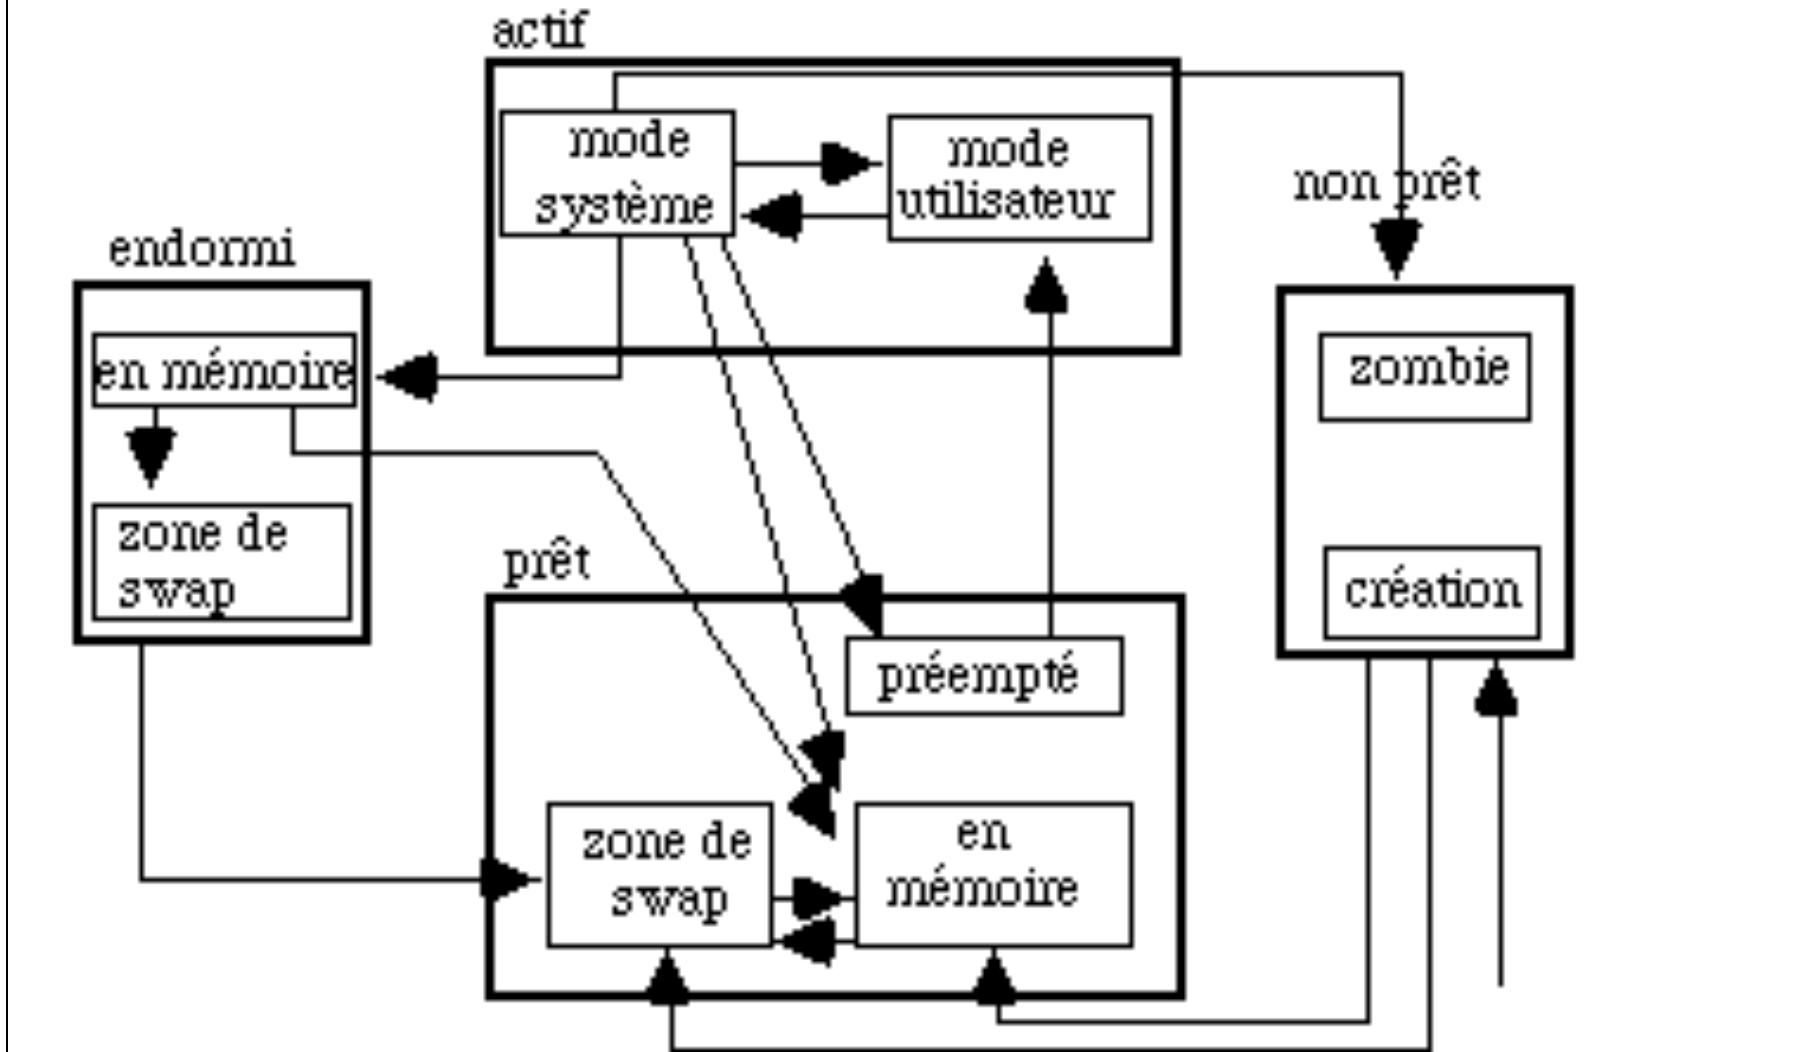 actif
mode
système
mode
utilisateur
non prêt
endormi
en mémoire
zone de
swap
zombie
création
prêt
préempté
zone de
swap
en
mémoire